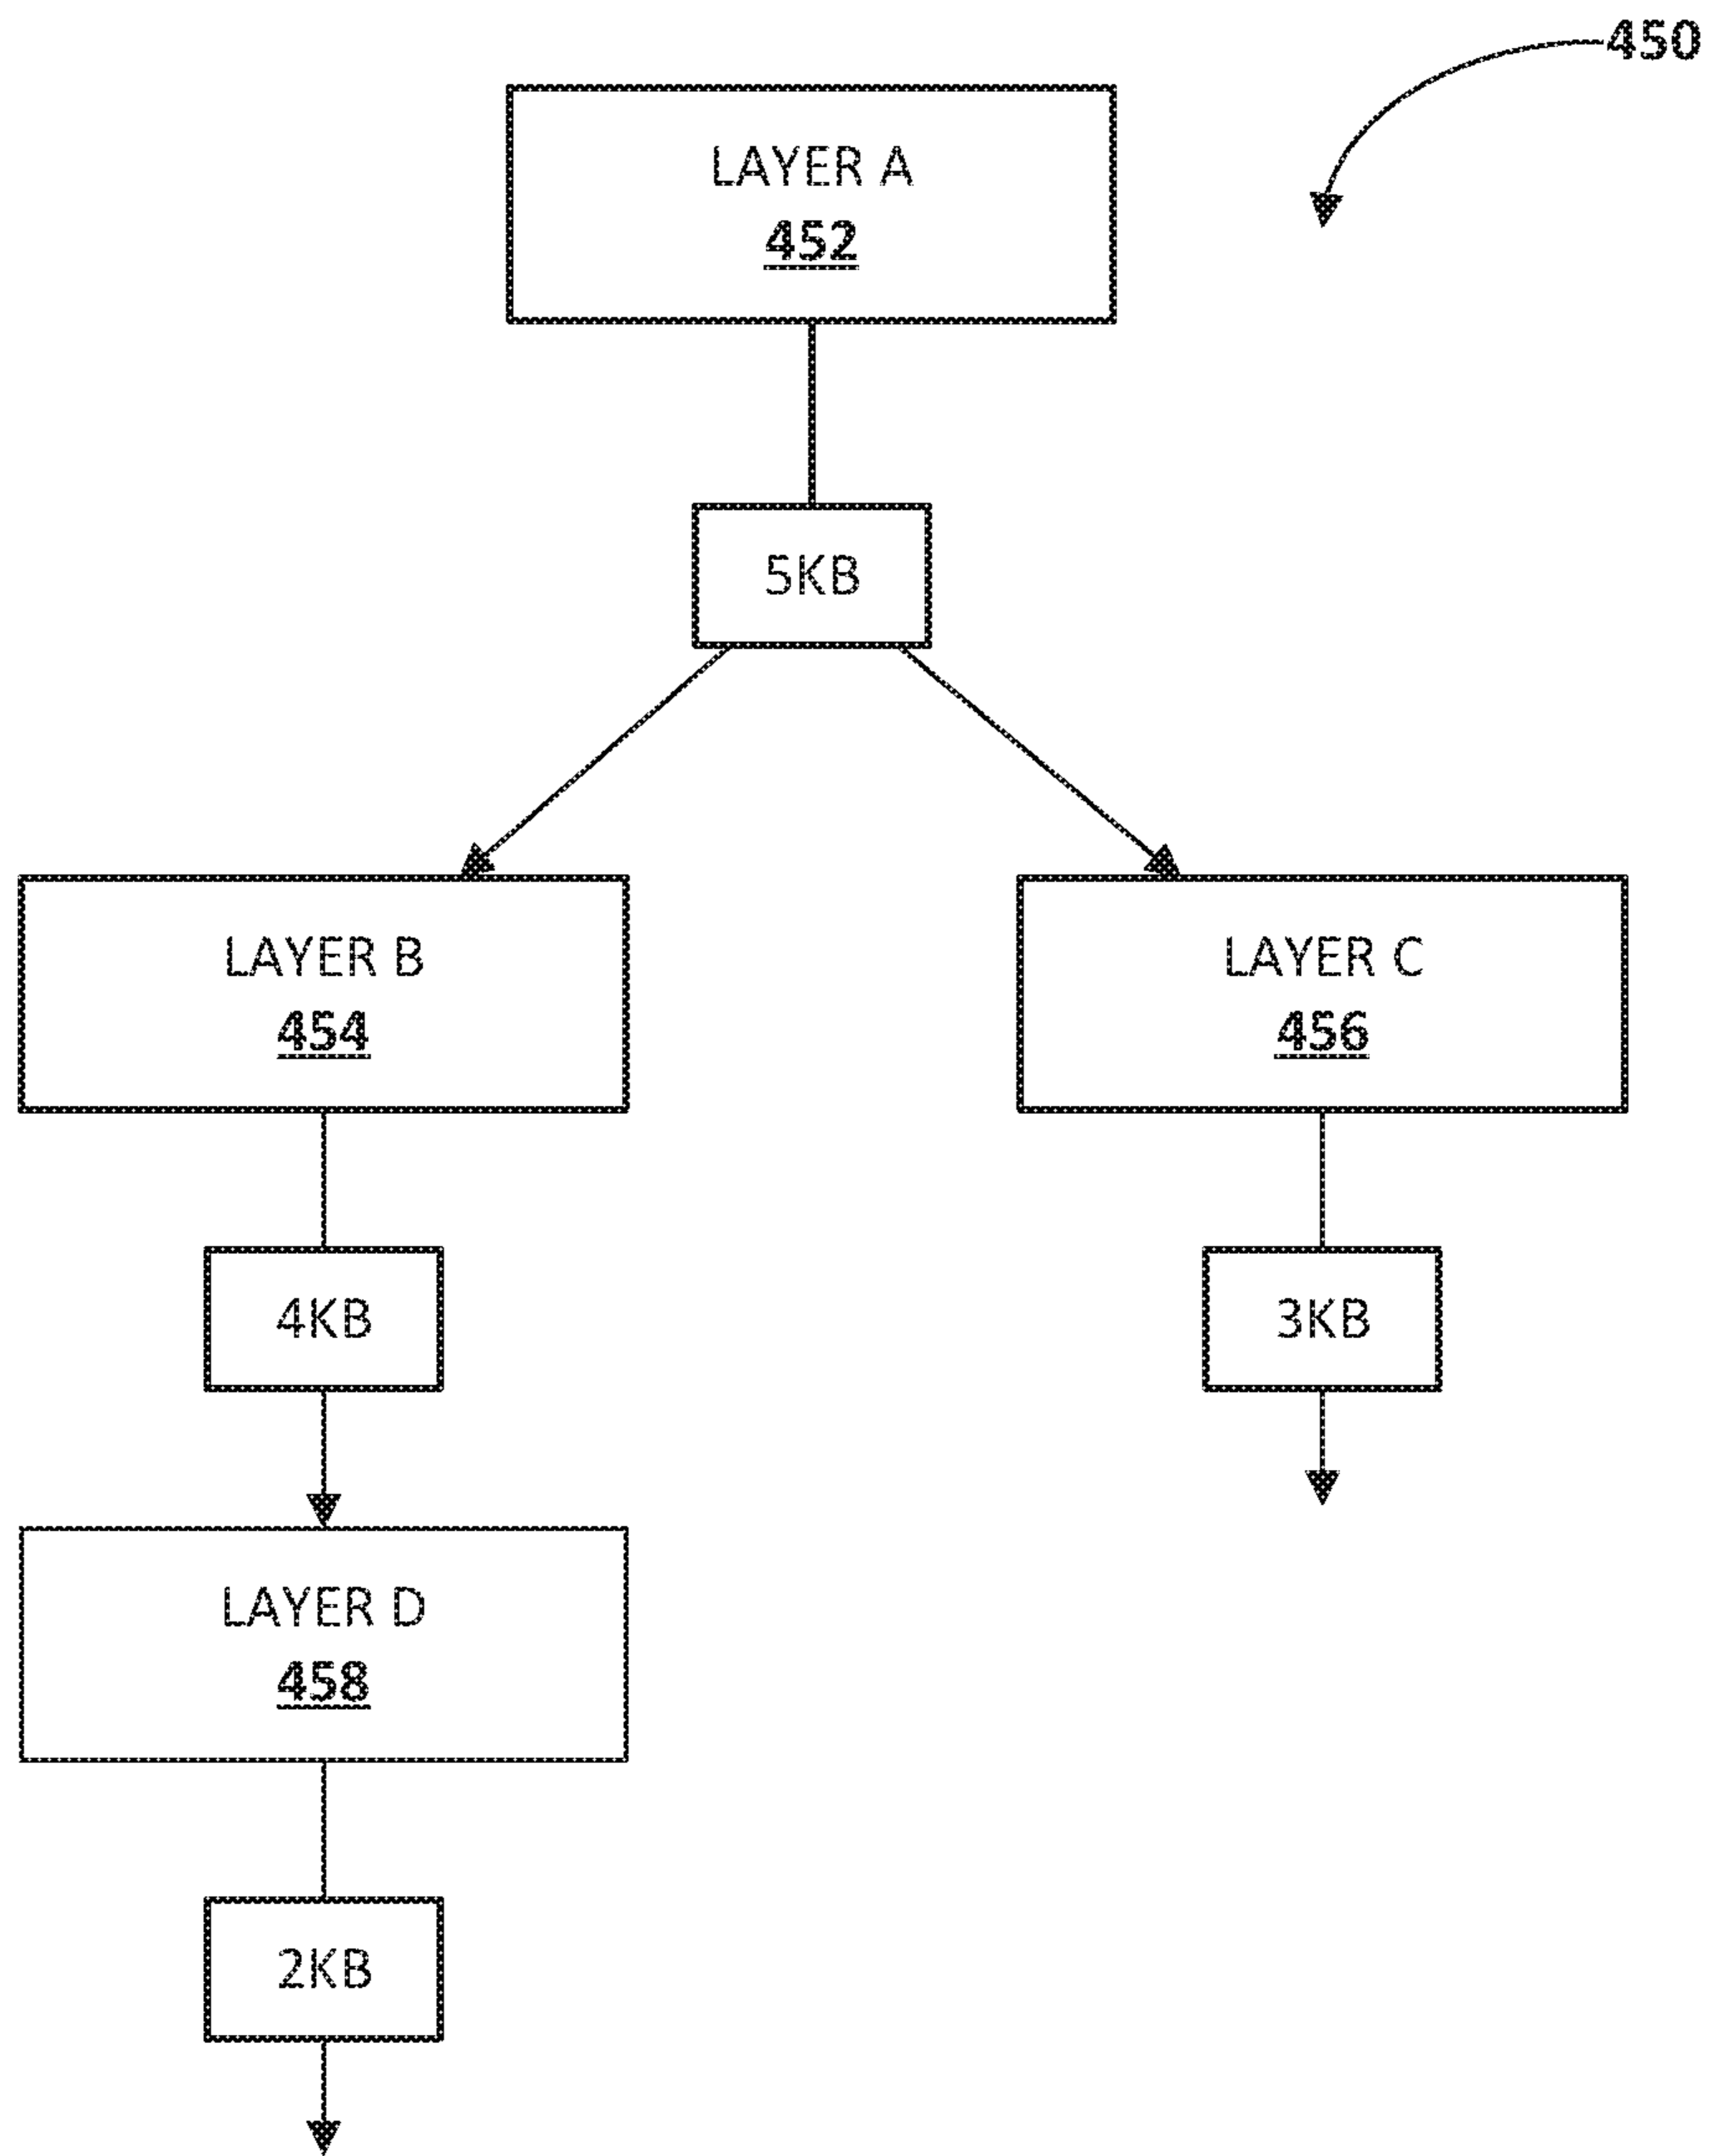 450
LAYER A
452
5KB
LAYER B
454
LAYER C
456
4KB
3KB
LAYER D
458
2KB